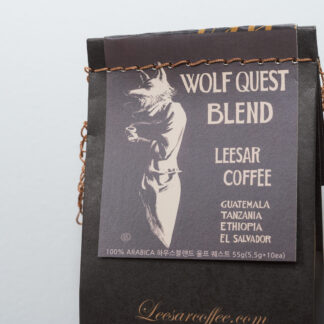 WOLF QUEST
BLEND
LEESAR
COFFEE
GUATEMALA
TANZANIA
ETHIOPIA
EL SALVADOR
100% ARABICA 하우스블렌드 울프 퀘스트 55g(5.5g*10ea)
Leesarcoffee.com